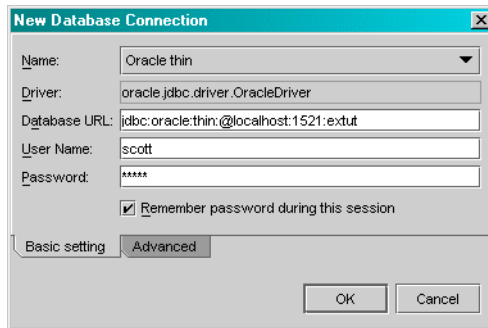 New Database Connection
Name: Oracle thin
Driver: oracle.jdbc.driver.OracleDriver
Database URL: jdbc:oracle:thin:@localhost:1521:extut
User Name: scott
Password: *****
Remember password during this session
Basic setting Advanced
OK Cancel